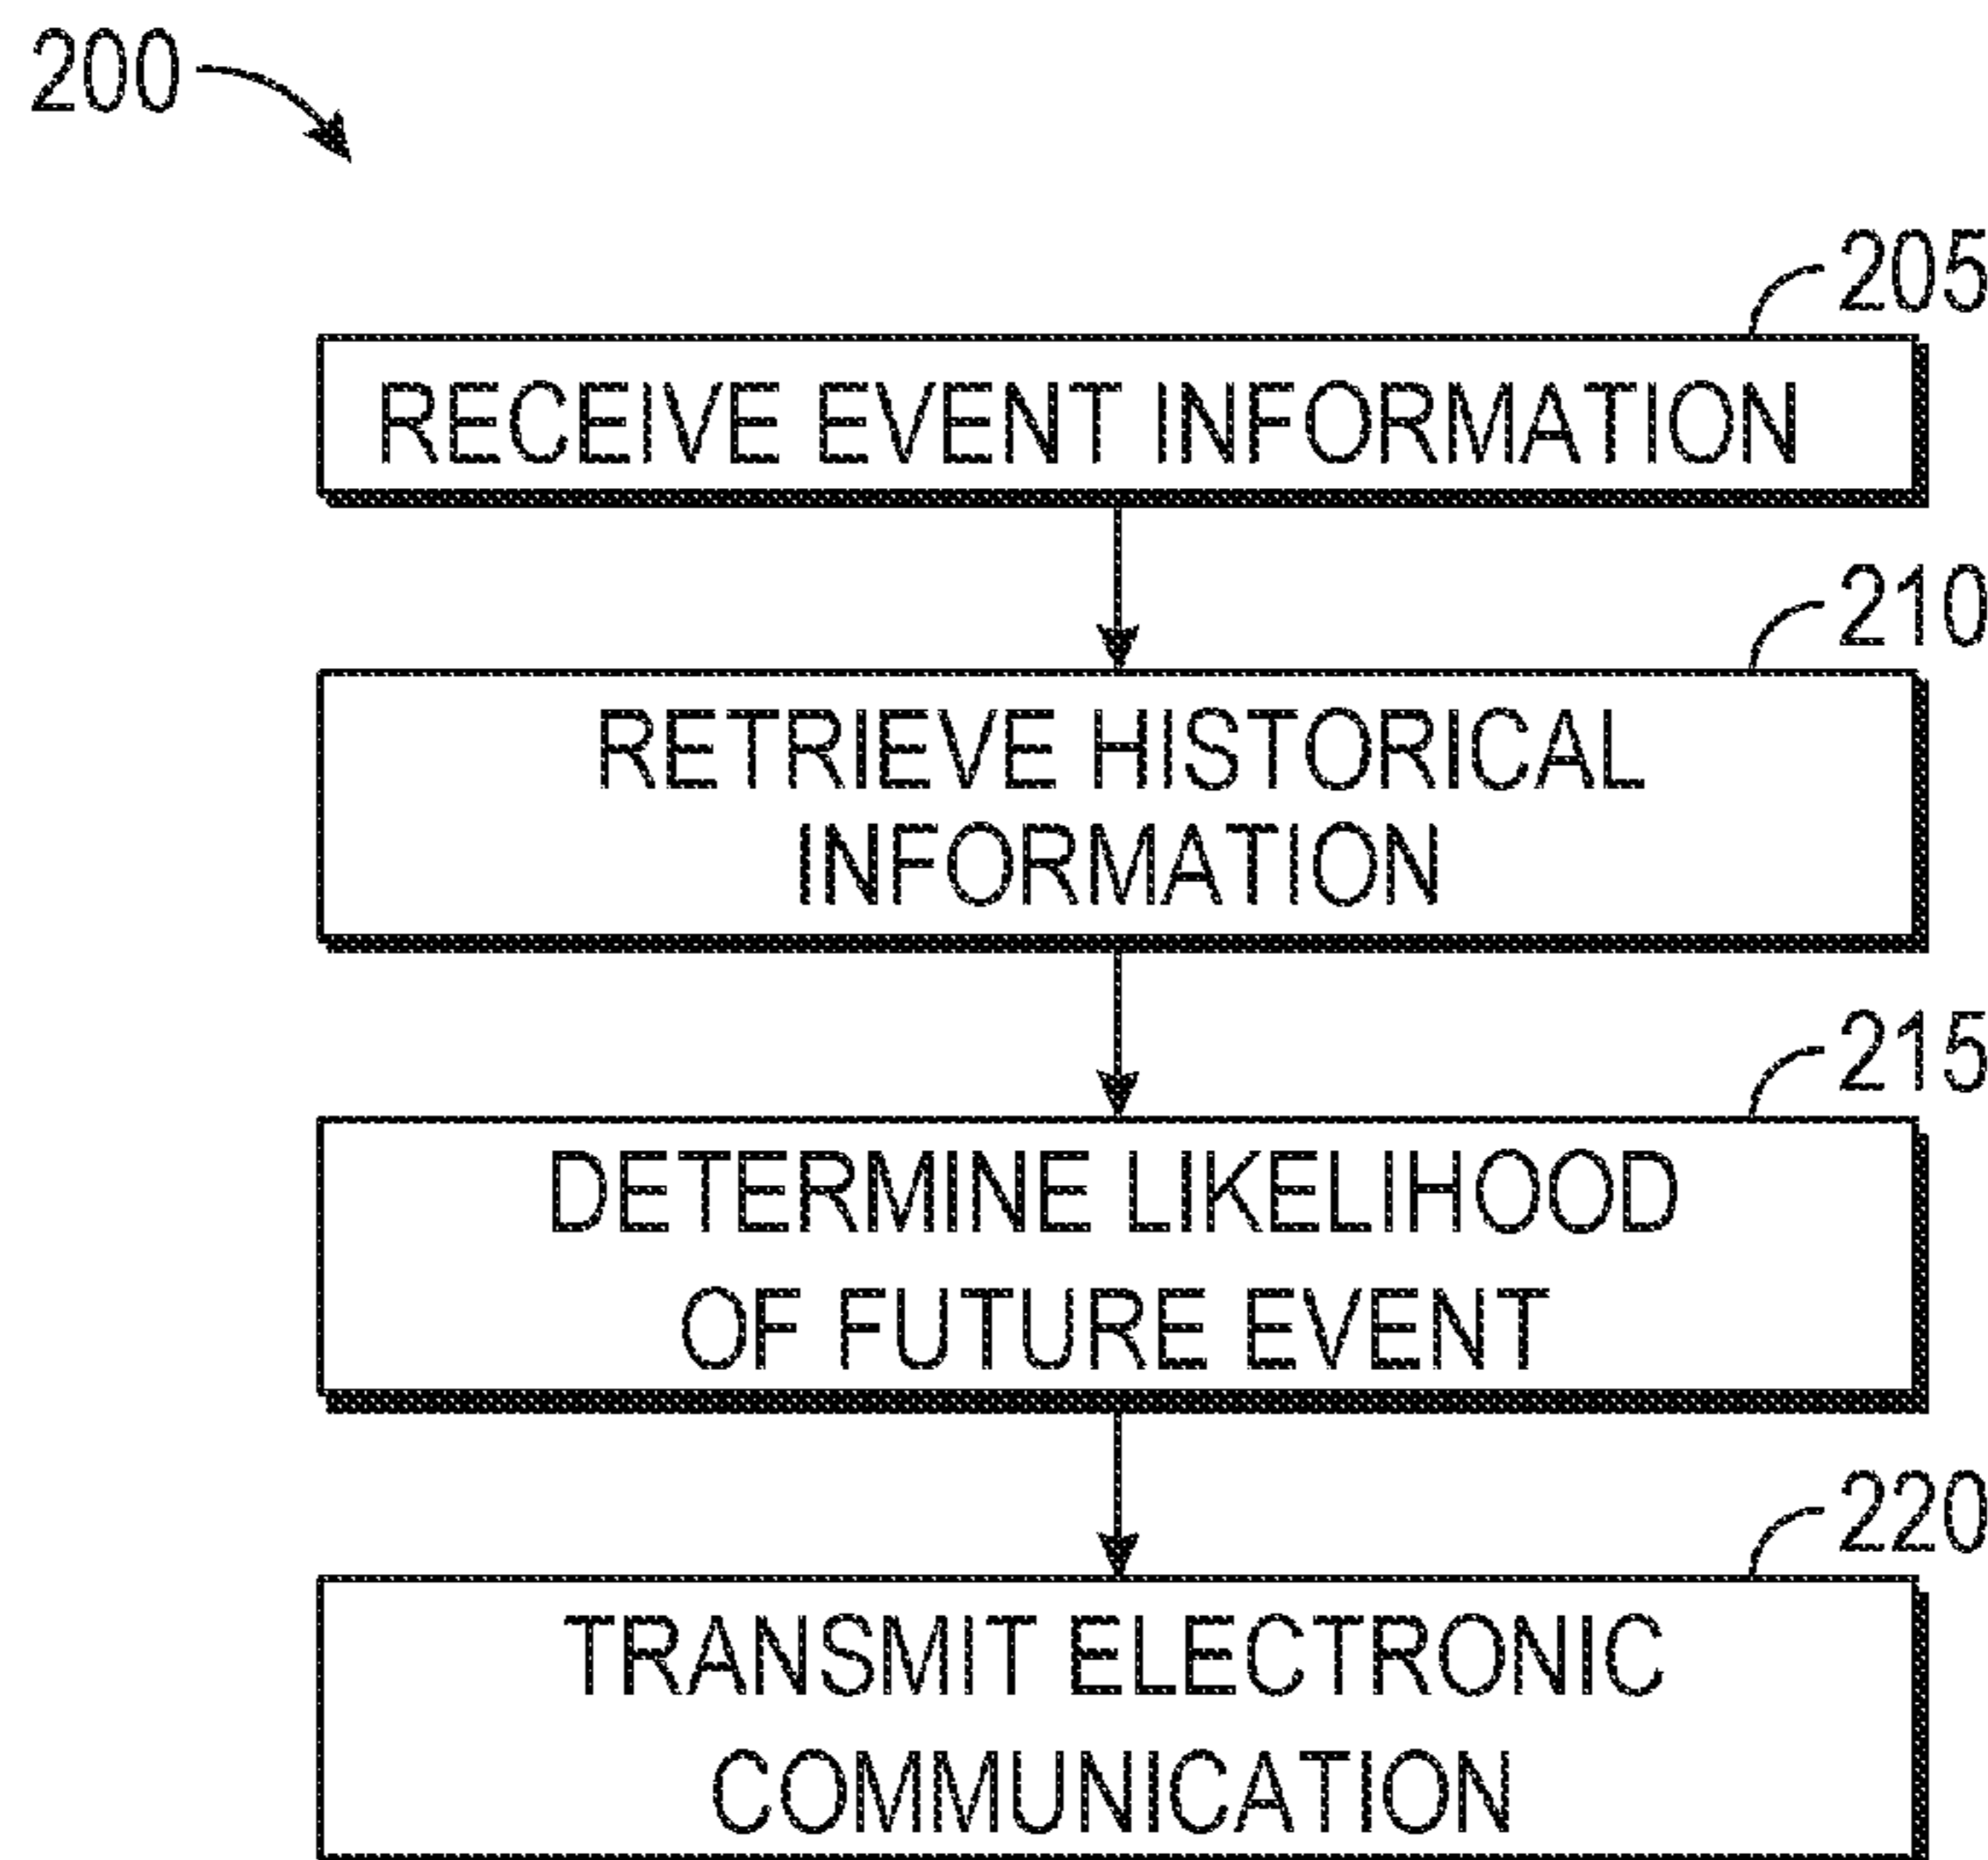 200
205
RECEIVE EVENT INFORMATION
210
RETRIEVE HISTORICAL
INFORMATION
215
DETERMINE LIKELIHOOD
OF FUTURE EVENT
220
TRANSMIT ELECTRONIC
COMMUNICATION